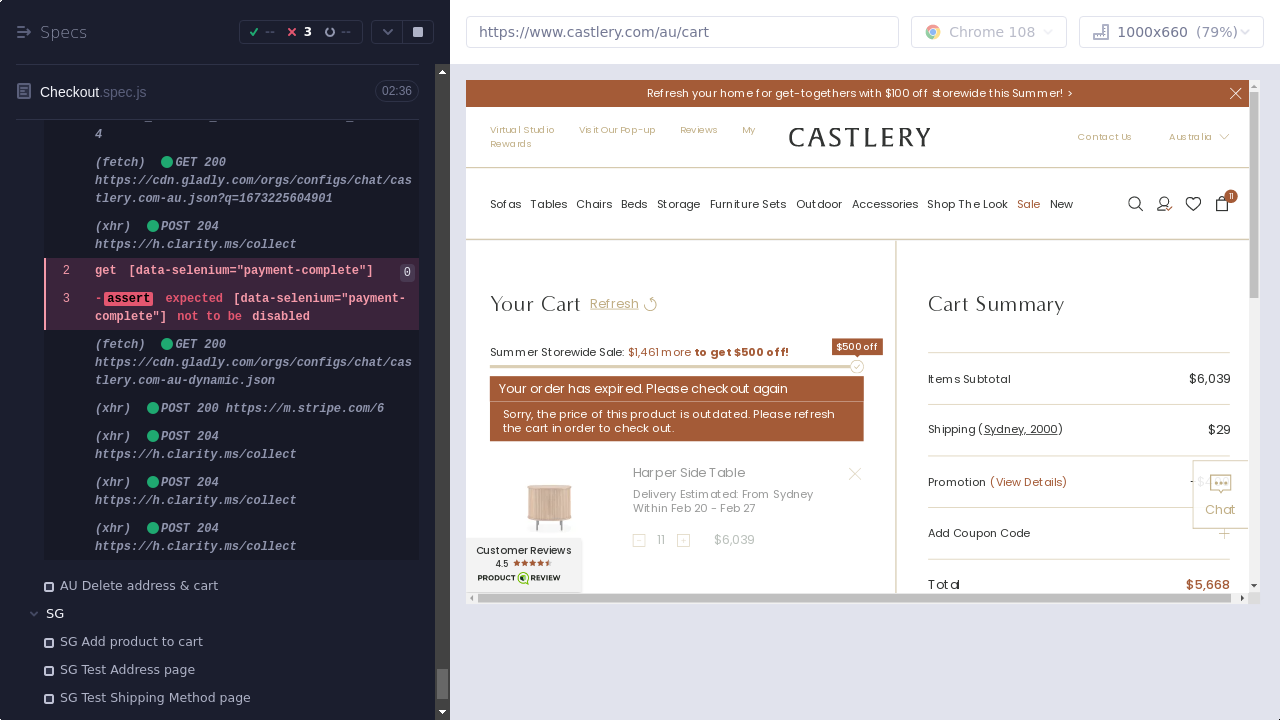 Specs
--
3
--
https://www.castlery.com/au/cart
Chrome 108
1000x660 (79%)
Checkout.spec.js
02:36
4
(fetch) GET 200
https://cdn.gladly.com/orgs/configs/chat/cas
tlery.com-au.json?q=1673225604901
(xhr) POST 204
https://h.clarity.ms/collect
2 get [data-selenium="payment-complete"] 0
3 -assert expected [data-selenium="payment-
complete"] not to be disabled
(fetch) GET 200
https://cdn.gladly.com/orgs/configs/chat/cas
tlery.com-au-dynamic.json
(xhr) POST 200 https://m.stripe.com/6
(xhr) POST 204
https://h.clarity.ms/collect
(xhr) POST 204
https://h.clarity.ms/collect
(xhr) POST 204
https://h.clarity.ms/collect
AU Delete address & cart
SG
SG Add product to cart
SG Test Address page
SG Test Shipping Method page
Refresh your home for get-togethers with $100 off storewide this Summer! >
Virtual Studio Visit Our Pop-up Reviews My
Rewards
CASTLERY
Contact Us Australia
Sofas Tables Chairs Beds Storage Furniture Sets Outdoor Accessories Shop The Look Sale New
11
Your Cart Refresh
Summer Storewide Sale: $1,461 more to get $500 off!
$500 off
Your order has expired. Please check out again
Sorry, the price of this product is outdated. Please refresh
the cart in order to check out.
Harper Side Table
Delivery Estimated: From Sydney
Within Feb 20 - Feb 27
- 11 + $6,039
Customer Reviews
4.5
PRODUCT REVIEW
Cart Summary
Items Subtotal $6,039
Shipping (Sydney, 2000) $29
Promotion (View Details) -
Chat
Add Coupon Code +
Total $5,668